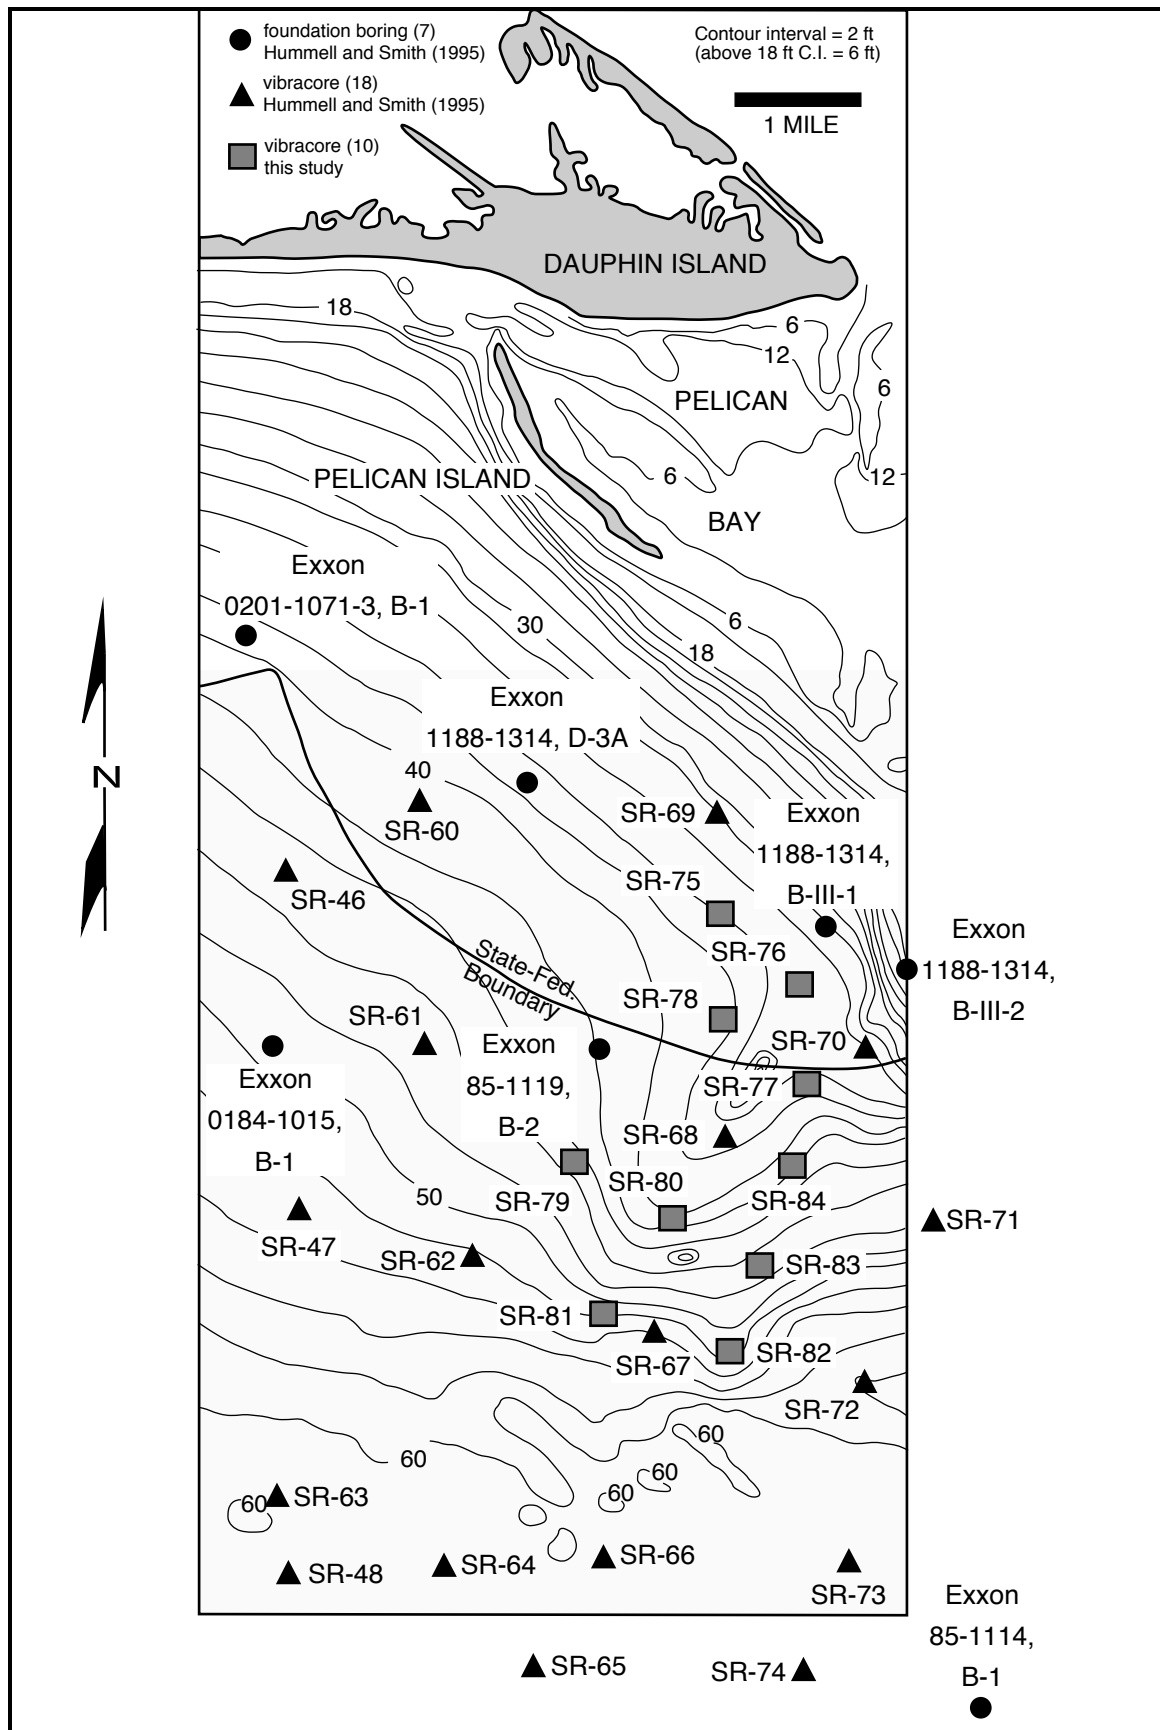 foundation boring (7)
Hummell and Smith (1995)
vibracore (18)
Hummell and Smith (1995)
vibracore (10)
this study
Contour interval = 2 ft
(above 18 ft C.I. = 6 ft)
1 MILE
DAUPHIN ISLAND
18
6
12
6
PELICAN
6
12
PELICAN ISLAND
BAY
Exxon
0201-1071-3, B-1
30
6
18
Exxon
1188-1314, D-3A
N
40
SR-60
SR-69
Exxon
1188-1314,
B-III-1
SR-46
SR-75
SR-76
State-Fed.
Boundary
Exxon
1188-1314,
B-III-2
SR-78
SR-61
SR-70
Exxon
85-1119,
B-2
Exxon
0184-1015,
B-1
SR-77
SR-68
SR-80
SR-79
SR-84
50
SR-47
SR-62
SR-71
SR-83
SR-81
SR-67
SR-82
SR-72
60
60
60
60
60
SR-63
SR-48
SR-64
SR-66
SR-73
Exxon
85-1114,
B-1
SR-65
SR-74